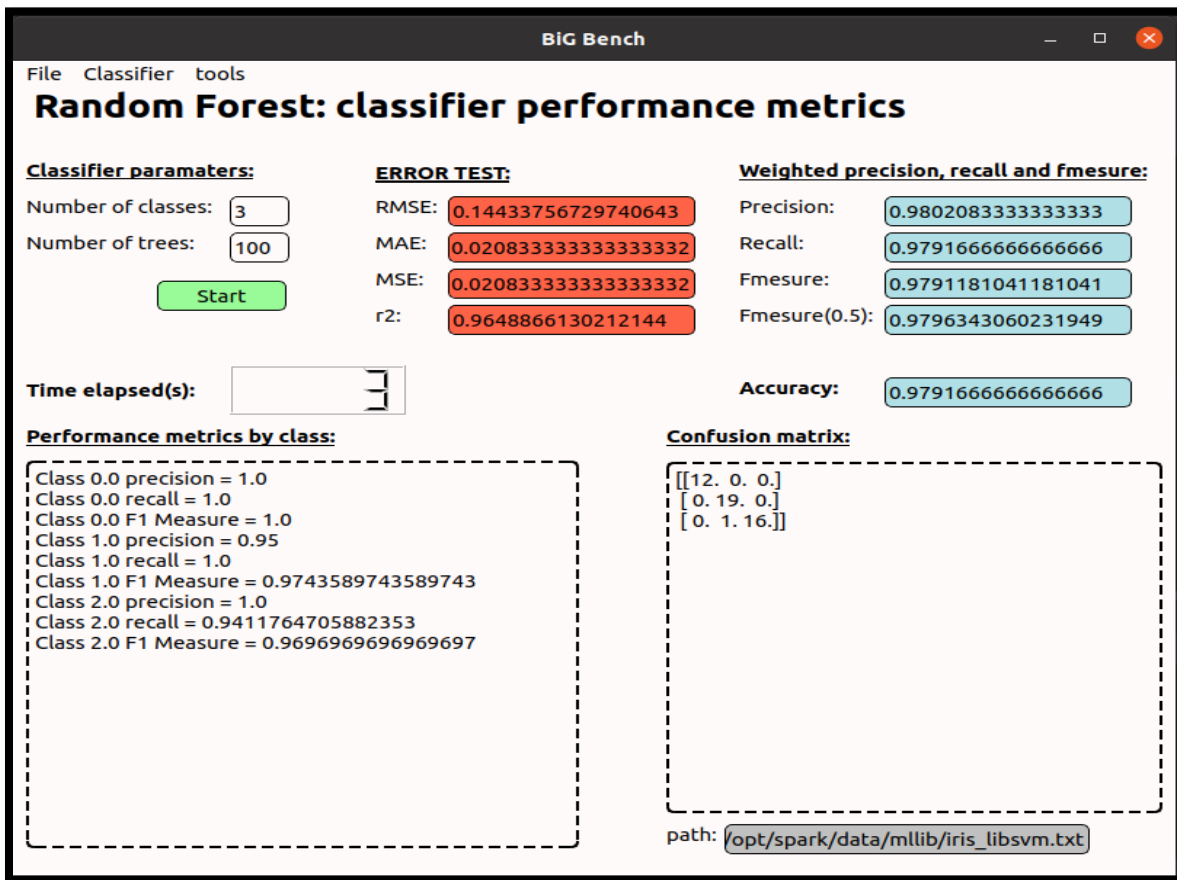 BiG Bench
File Classifier tools
Random Forest: classifier performance metrics
Classifier paramaters:
Number of classes: 3
Number of trees: 100
Start
ERROR TEST:
RMSE: 0.14433756729740643
MAE: 0.020833333333333332
MSE: 0.020833333333333332
r2: 0.9648866130212144
Weighted precision, recall and fmesure:
Precision: 0.9802083333333333
Recall: 0.9791666666666666
Fmesure: 0.9791181041181041
Fmesure(0.5): 0.9796343060231949
Time elapsed(s): 3
Accuracy: 0.9791666666666666
Performance metrics by class:
Class 0.0 precision = 1.0
Class 0.0 recall = 1.0
Class 0.0 F1 Measure = 1.0
Class 1.0 precision = 0.95
Class 1.0 recall = 1.0
Class 1.0 F1 Measure = 0.9743589743589743
Class 2.0 precision = 1.0
Class 2.0 recall = 0.9411764705882353
Class 2.0 F1 Measure = 0.9696969696969697
Confusion matrix:
[[12. 0. 0.]
[ 0. 19. 0.]
[ 0. 1. 16.]]
path: /opt/spark/data/mllib/iris_libsvm.txt